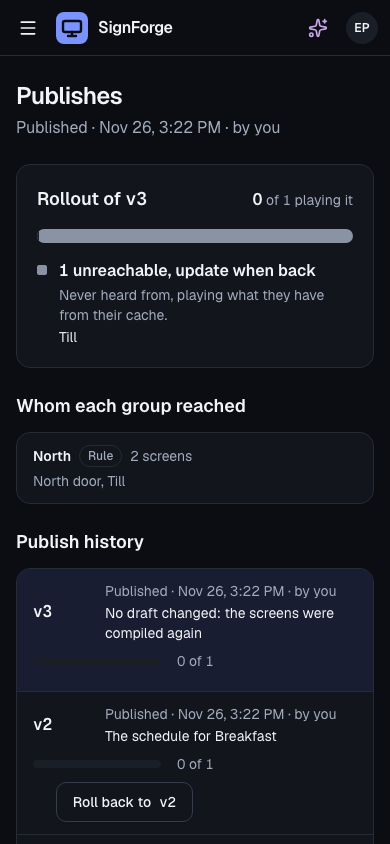 SignForge
EP
Publishes
Published · Nov 26, 3:22 PM · by you
Rollout of v3
0 of 1 playing it
1 unreachable, update when back
Never heard from, playing what they have
from their cache.
Till
Whom each group reached
North Rule 2 screens
North door, Till
Publish history
Published · Nov 26, 3:22 PM · by you
v3
No draft changed: the screens were
compiled again
0 of 1
Published · Nov 26, 3:22 PM · by you
v2
The schedule for Breakfast
0 of 1
Roll back to v2